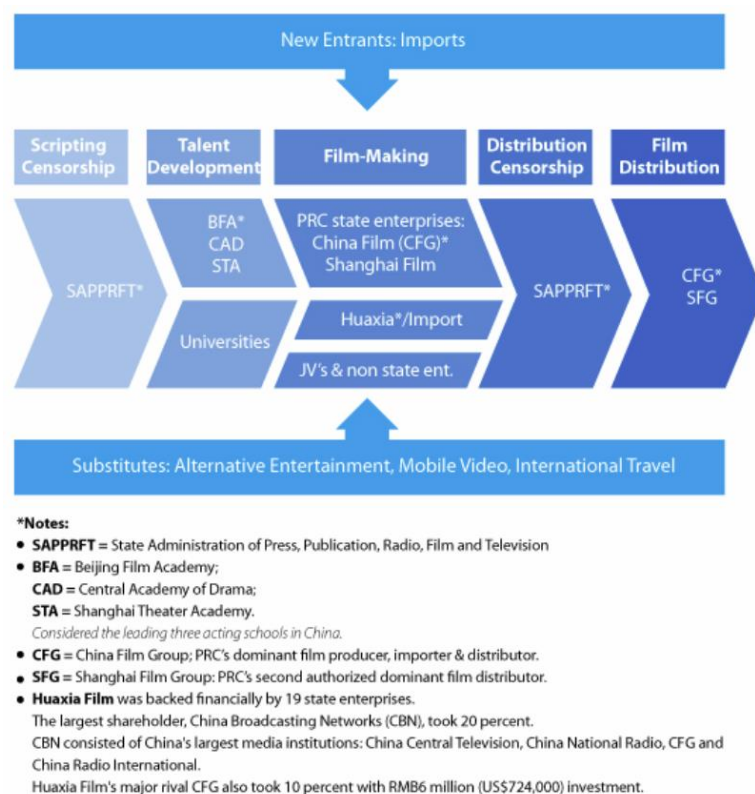 New Entrants: Imports
Scripting
Censorship
Talent
Development
Film-Making
Distribution
Censorship
Film
Distribution
SAPPRFT*
BFA*
CAD
STA
Universities
PRC state enterprises:
China Film (CFG)*
Shanghai Film
Huaxia*/Import
JV's & non state ent.
SAPPRFT*
CFG*
SFG
Substitutes: Alternative Entertainment, Mobile Video, International Travel
*Notes:
• SAPPRFT = State Administration of Press, Publication, Radio, Film and Television
• BFA = Beijing Film Academy;
CAD = Central Academy of Drama;
STA = Shanghai Theater Academy.
Considered the leading three acting schools in China.
• CFG = China Film Group; PRC's dominant film producer, importer & distributor.
• SFG = Shanghai Film Group: PRC's second authorized dominant film distributor.
• Huaxia Film was backed financially by 19 state enterprises.
The largest shareholder, China Broadcasting Networks (CBN), took 20 percent.
CBN consisted of China's largest media institutions: China Central Television, China National Radio, CFG and
China Radio International.
Huaxia Film's major rival CFG also took 10 percent with RMB6 million (US$724,000) investment.